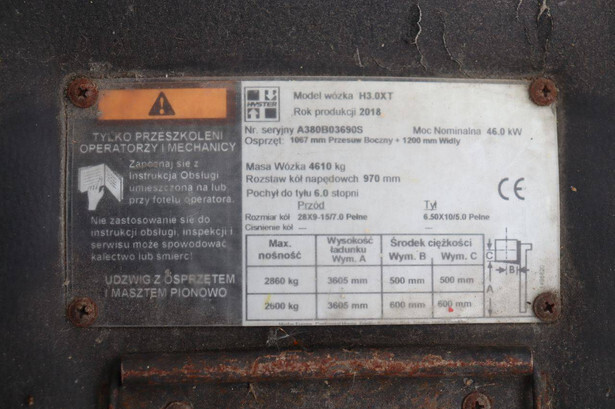 TYLKO PRZESZKOLENI
OPERATORZY I MECHANICY
Zapoznaj się z
Instrukcja Obsługi
umieszczona na lub
przy fotelu operatora.
Nie zastosowanie się do
instrukcji obsługi, inspekcji i
serwisu może spowodować
kalectwo lub śmierć!
UDZWIG Z OSPRZĘTEM
I MASZTEM PIONOWO
HYSTER
Model wózka H3.0XT
Rok produkcji 2018
Nr. seryjny A380B03690S Moc Nominalna 46.0 kW
Osprzęt: 1067 mm Przesuw Boczny + 1200 mm Widły
Masa Wózka 4610 kg
Rozstaw kół napędowych 970 mm
Pochył do tyłu 6.0 stopni
Przód Tył
Rozmiar kół 28X9-15/7.0 Pełne 6.50X10/5.0 Pełne
Ciśnienie kół — —
CE
Max. nośność Wysokość ładunku Wym. A Środek ciężkości Wym. B Wym. C
2860 kg 3605 mm 500 mm 500 mm
2600 kg 3605 mm 600 mm 600 mm
C
B
A